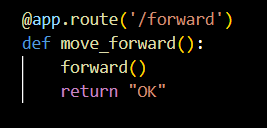 @app.route('/forward')
def move_forward():
    forward()
    return "OK"